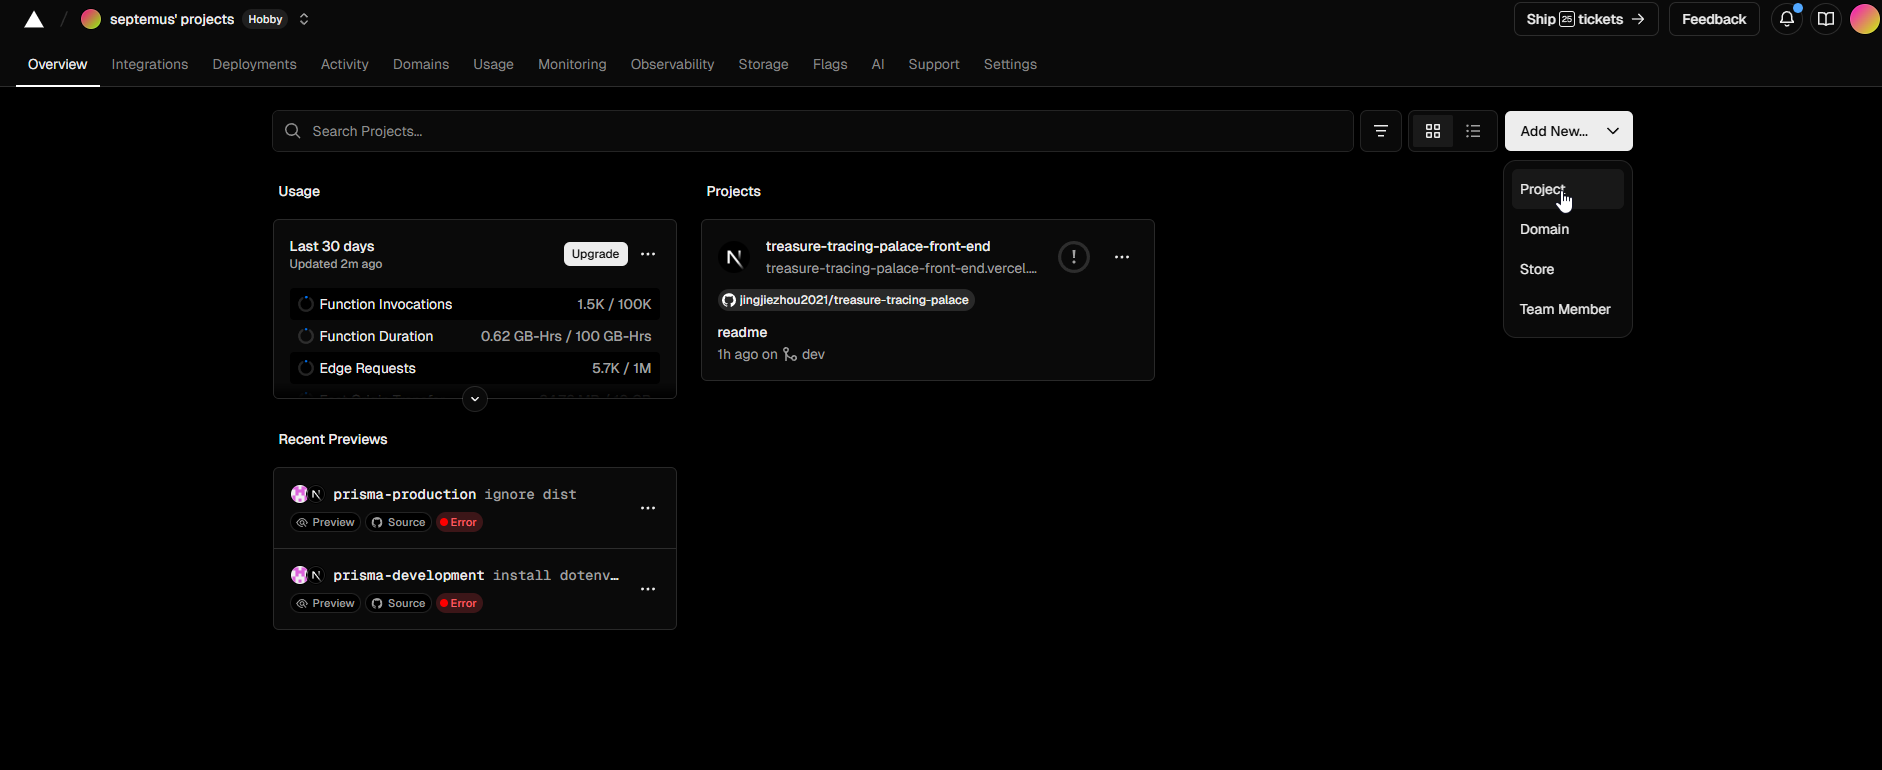 septemus' projects Hobby
Ship 25 tickets → Feedback
Overview Integrations Deployments Activity Domains Usage Monitoring Observability Storage Flags AI Support Settings
Search Projects...
Add New...
Project
Domain
Store
Team Member
Usage
Last 30 days
Updated 2m ago
Upgrade
Function Invocations 1.5K / 100K
Function Duration 0.62 GB-Hrs / 100 GB-Hrs
Edge Requests 5.7K / 1M
Projects
treasure-tracing-palace-front-end
treasure-tracing-palace-front-end.vercel....
jingjiezhou2021/treasure-tracing-palace
readme
1h ago on dev
Recent Previews
prisma-production ignore dist
Preview Source Error
prisma-development install dotenv…
Preview Source Error